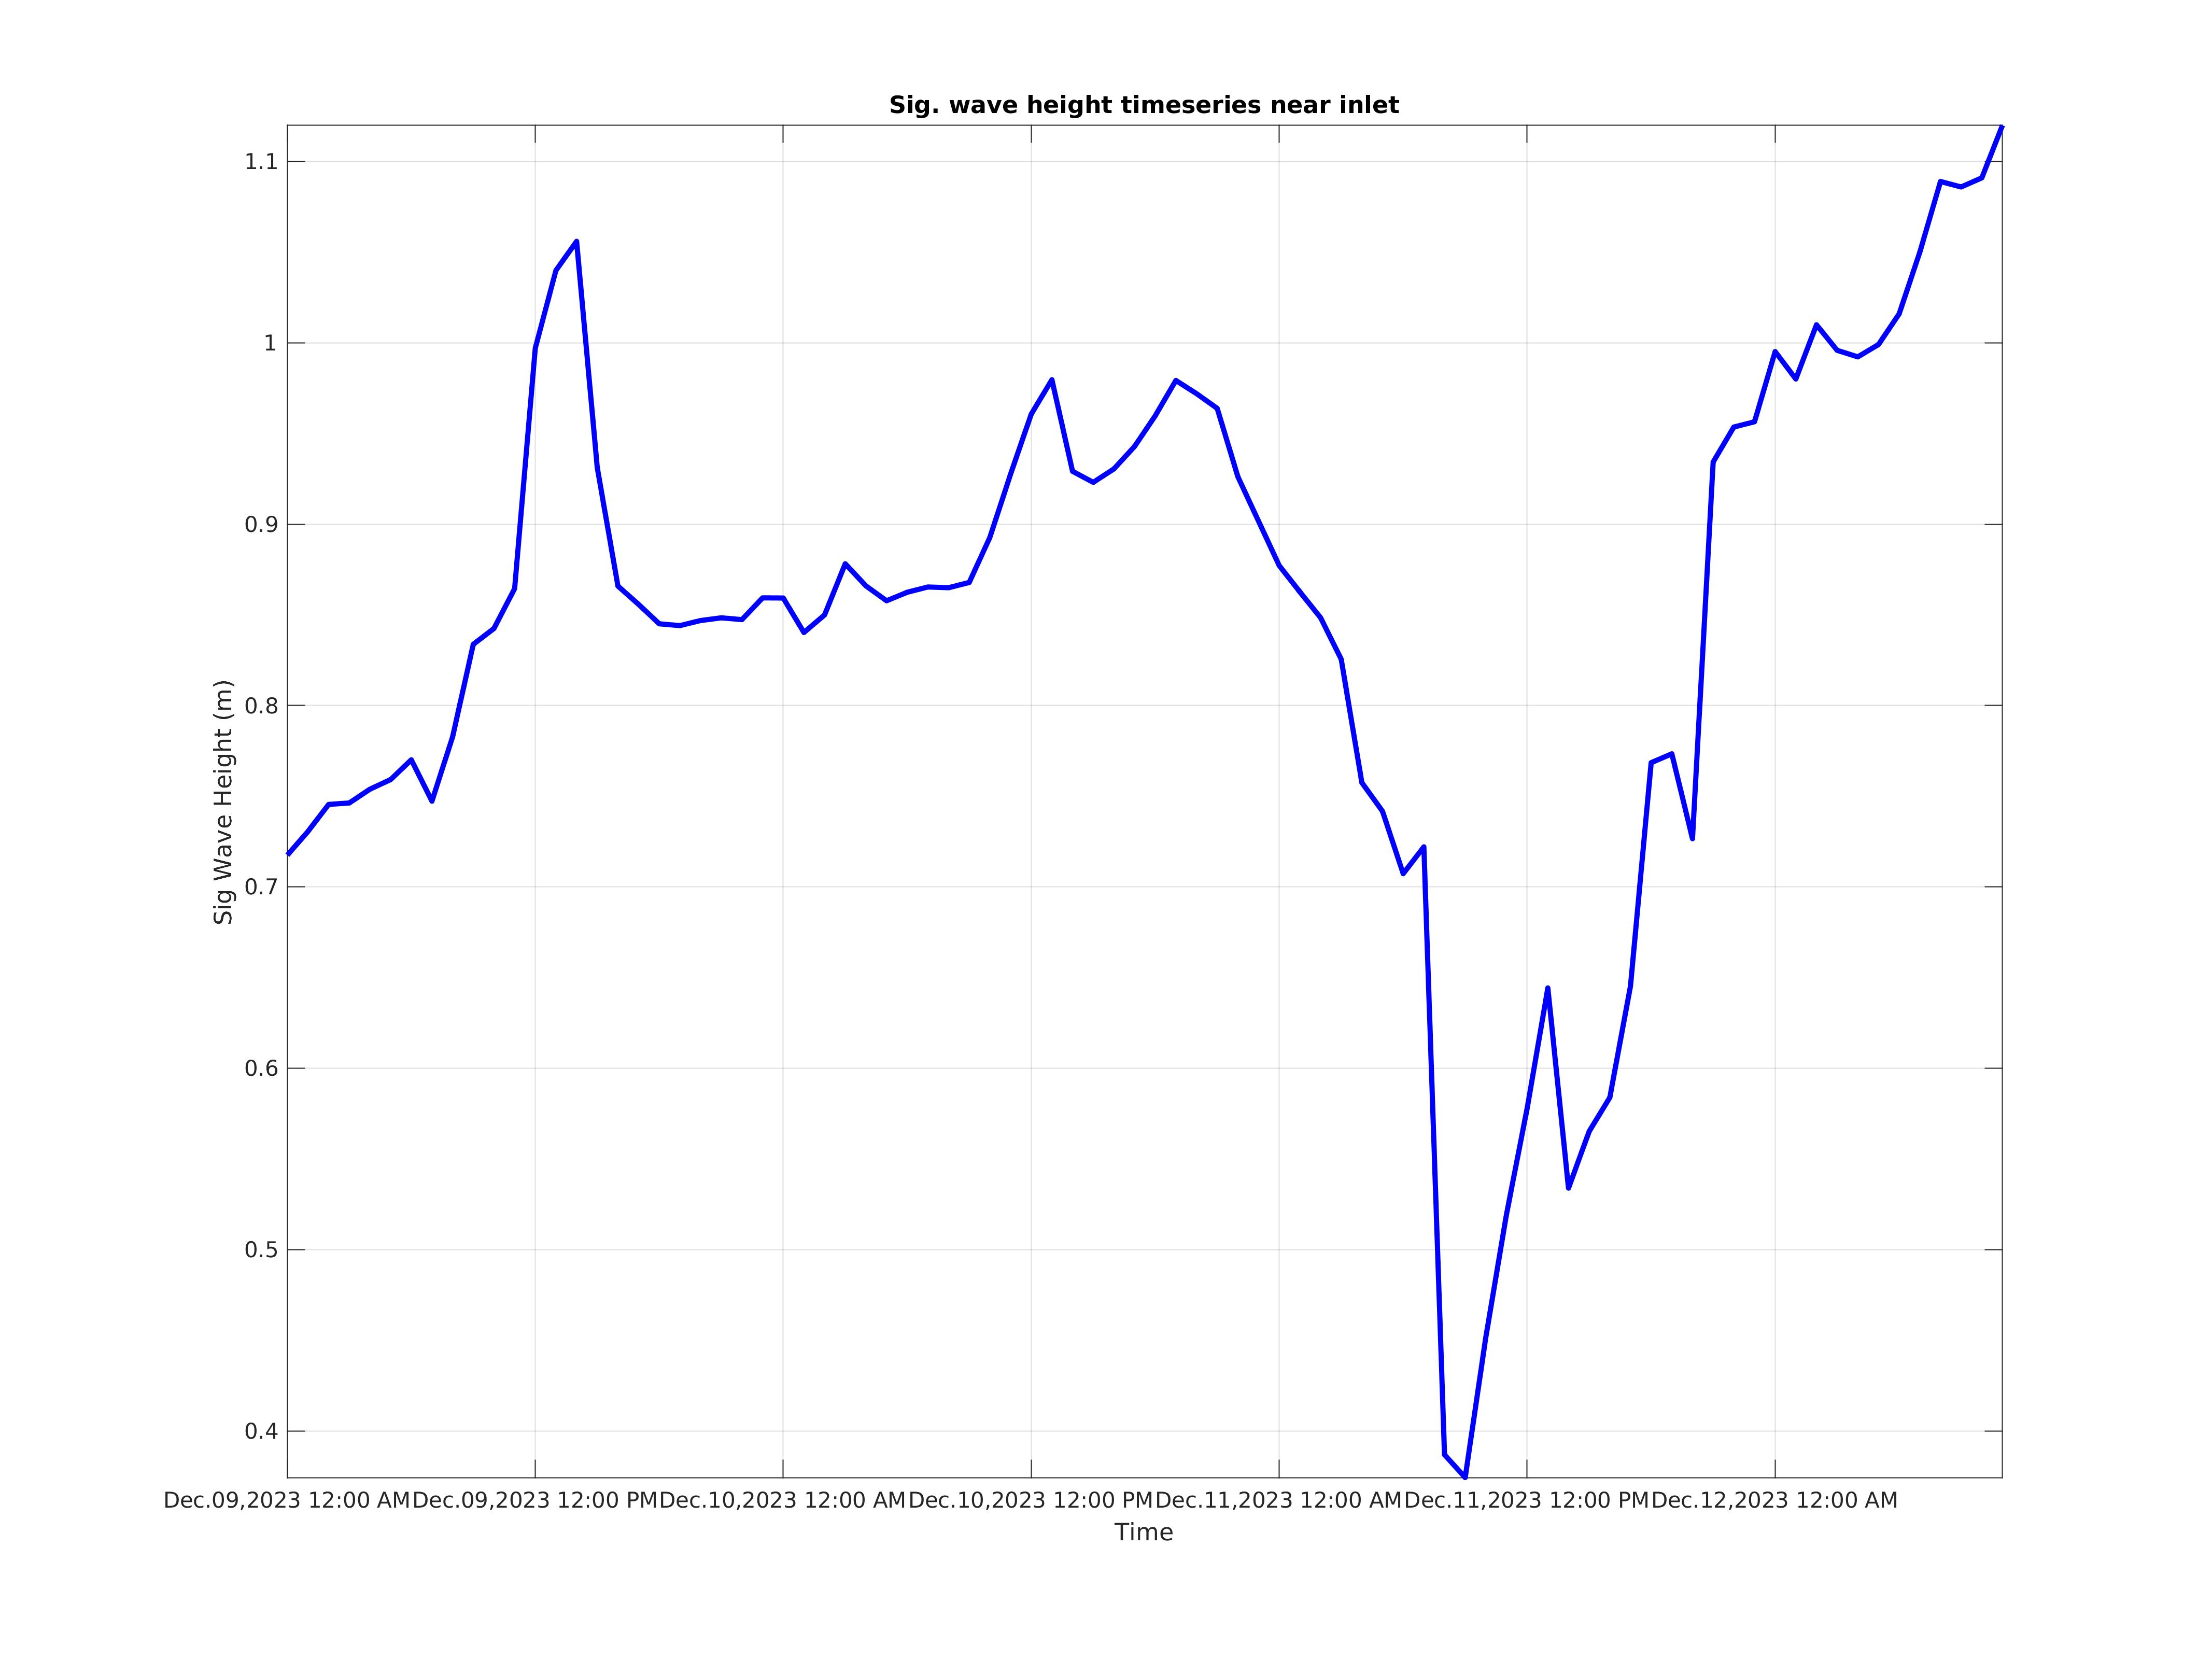 Sig. wave height timeseries near inlet
1.1
1
0.9
0.8
0.7
0.6
0.5
0.4
Sig Wave Height (m)
Dec.09,2023 12:00 AM Dec.09,2023 12:00 PM Dec.10,2023 12:00 AM Dec.10,2023 12:00 PM Dec.11,2023 12:00 AM Dec.11,2023 12:00 PM Dec.12,2023 12:00 AM
Time